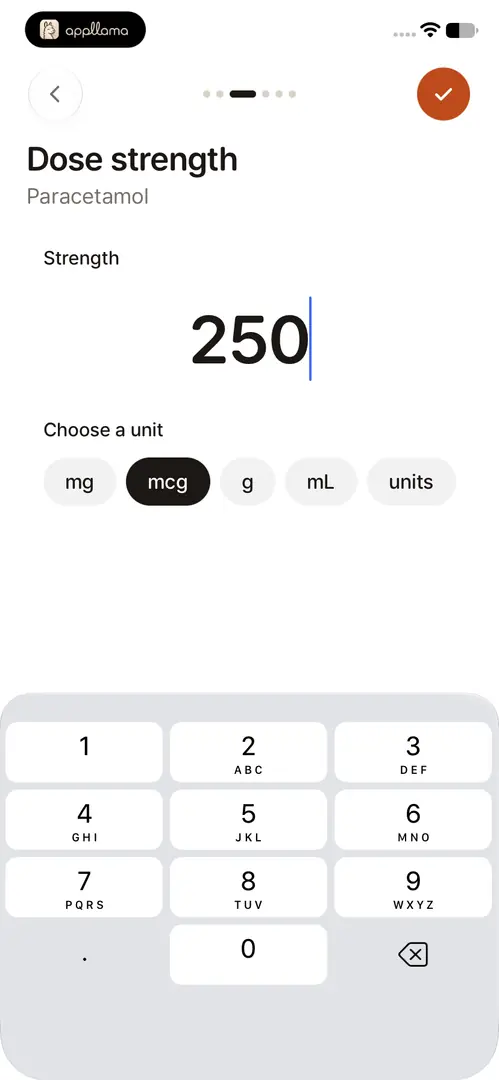 appllama
Dose strength
Paracetamol
Strength
250
Choose a unit
mg mcg g mL units
1 2 3
ABC DEF
4 5 6
GHI JKL MNO
7 8 9
PQRS TUV WXYZ
. 0